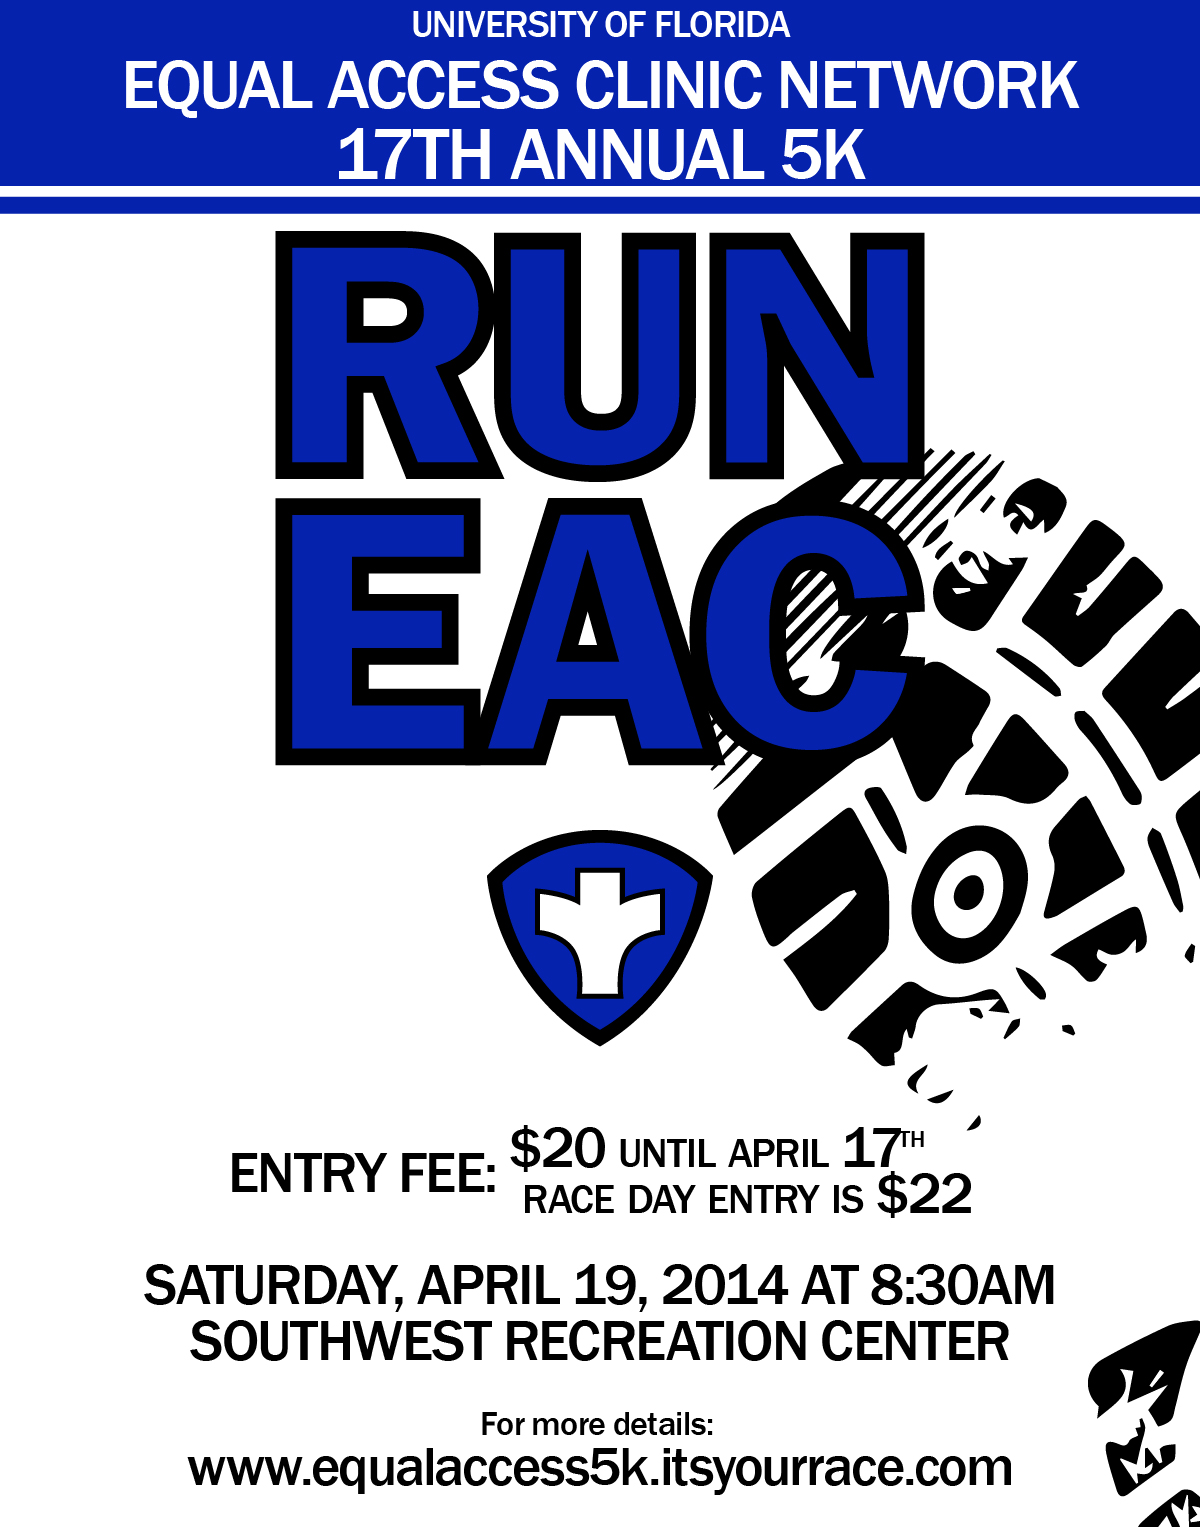 UNIVERSITY OF FLORIDA
EQUAL ACCESS CLINIC NETWORK
17TH ANNUAL 5K
RUN
EAC
ENTRY FEE: $20 UNTIL APRIL 17TH
RACE DAY ENTRY IS $22
SATURDAY, APRIL 19, 2014 AT 8:30AM
SOUTHWEST RECREATION CENTER
For more details:
www.equalaccess5k.itsyourrace.com